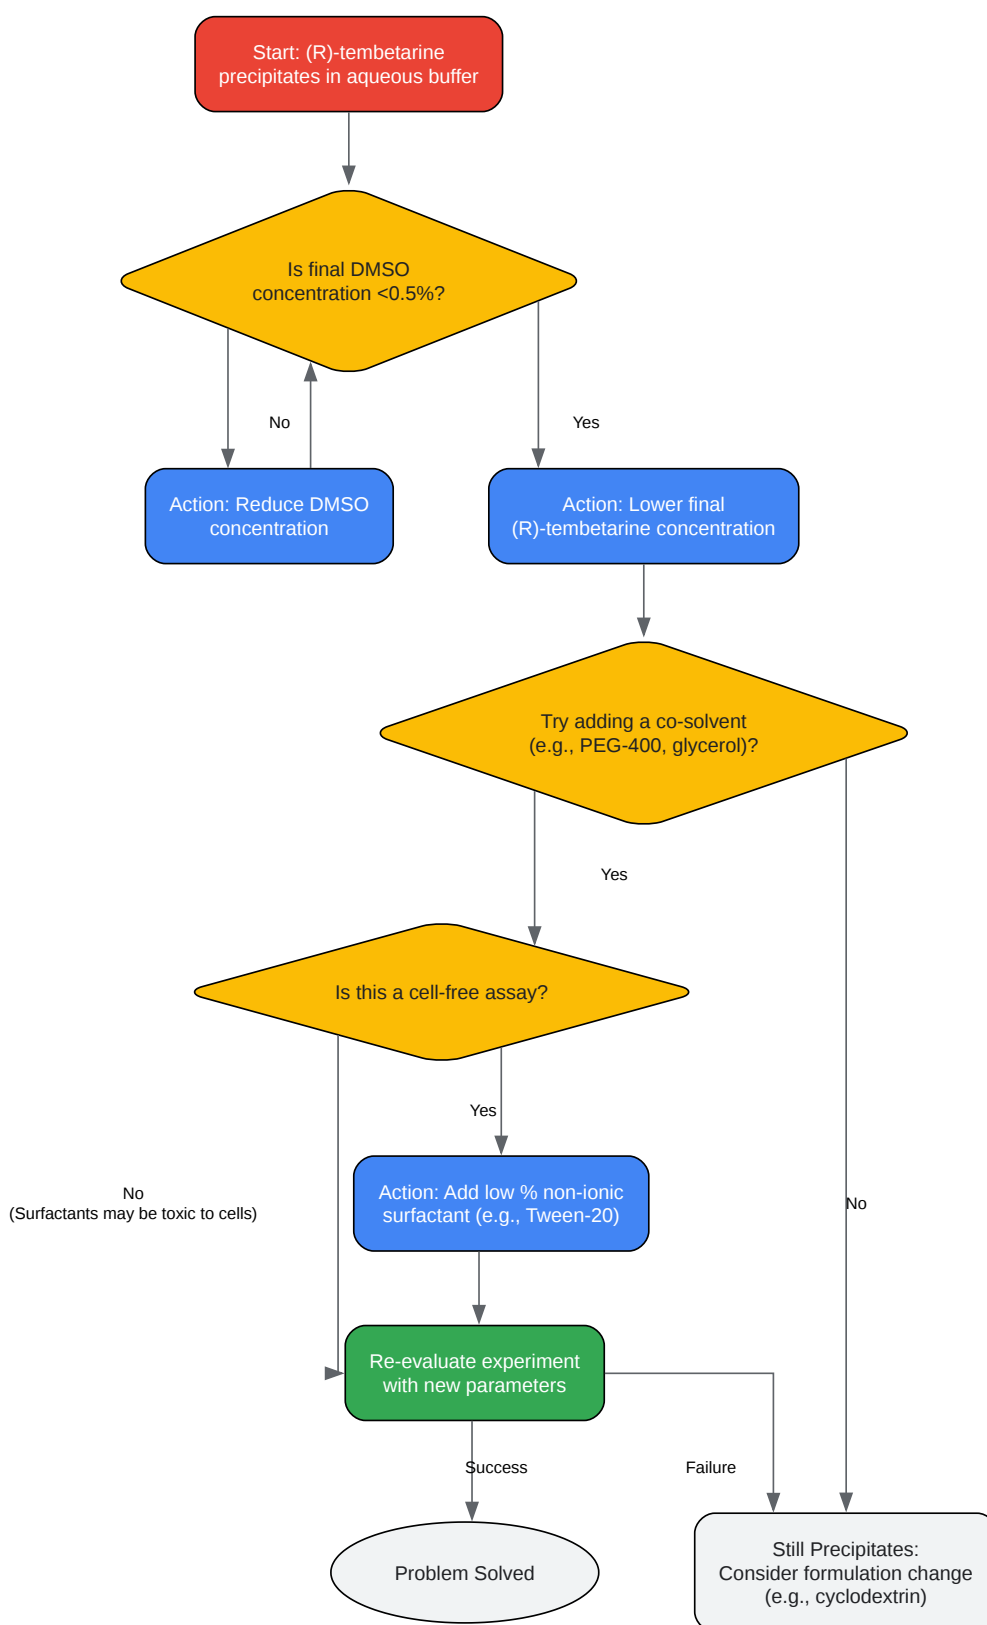 Start: (R)-tembetarine
precipitates in aqueous buffer
Is final DMSO
concentration <0.5%?
No
Yes
Action: Reduce DMSO
concentration
Action: Lower final
(R)-tembetarine concentration
Try adding a co-solvent
(e.g., PEG-400, glycerol)?
Yes
Is this a cell-free assay?
Yes
No
(Surfactants may be toxic to cells)
Action: Add low % non-ionic
surfactant (e.g., Tween-20)
No
Re-evaluate experiment
with new parameters
Success
Failure
Problem Solved
Still Precipitates:
Consider formulation change
(e.g., cyclodextrin)